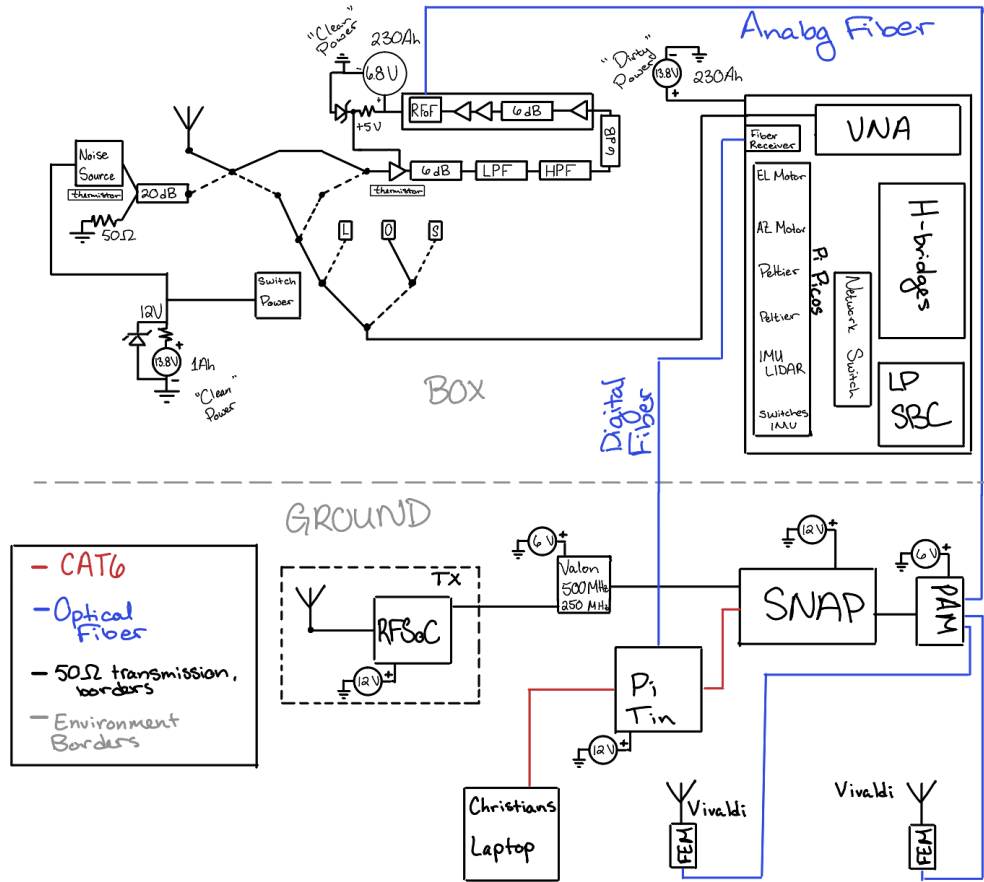 Analog Fiber
"Clean"
Power
230Ah
6.8V
+5V
RFoF
6dB
6dB
LPF
HPF
BPF
thermistor
"Dirty"
Power
13.8V
230Ah
VNA
Fiber
Receiver
EL Motor
AZ Motor
Peltier
Peltier
IMU
LIDAR
Switches
IMU
Pi Picos
Network Switch
H-bridges
LP
SBC
Noise
Source
thermistor
20dB
50Ω
L
O
S
Switch
Power
12V
13.8V
1Ah
"Clean"
Power
BOX
Digital
Fiber
GROUND
CAT6
Optical
Fiber
50Ω transmission,
borders
Environment
Borders
TX
RFSoC
12V
6V
Valon
500MHz
250 MHz
12V
SNAP
6V
PAM
Pi
Tin
12V
Christians
Laptop
Vivaldi
FEM
Vivaldi
FEM